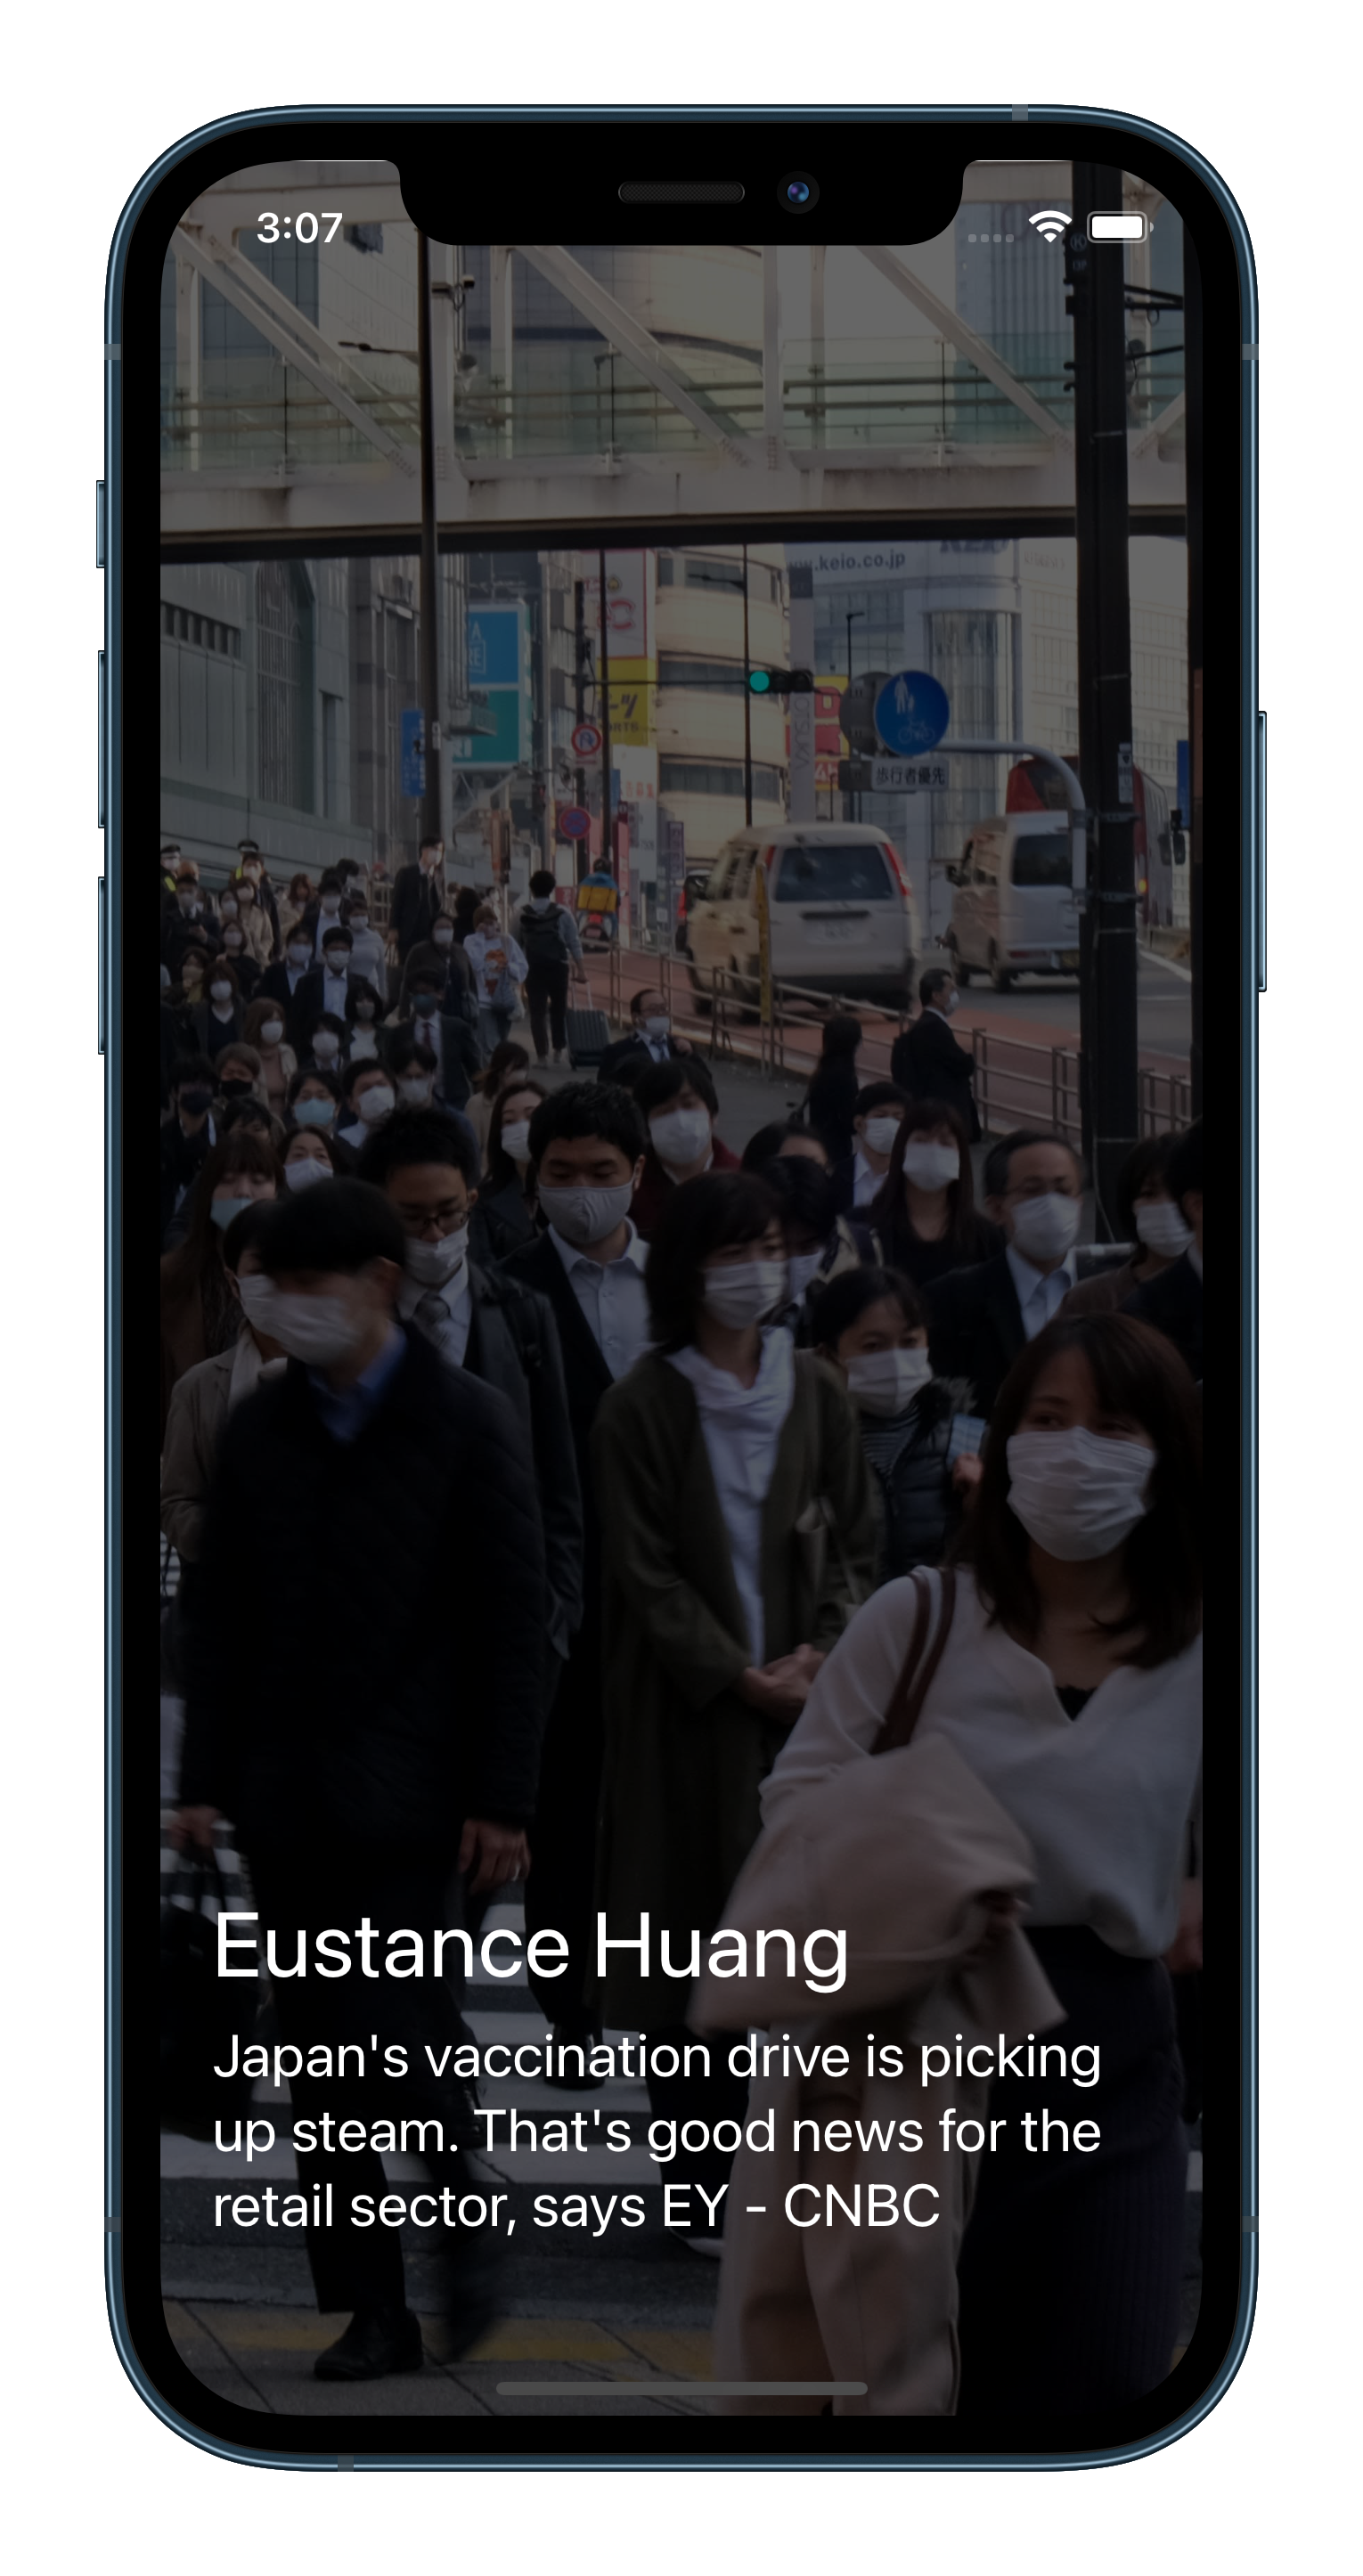 3:07
www.keio.co.jp
歩行者優先
Eustance Huang
Japan's vaccination drive is picking
up steam. That's good news for the
retail sector, says EY - CNBC